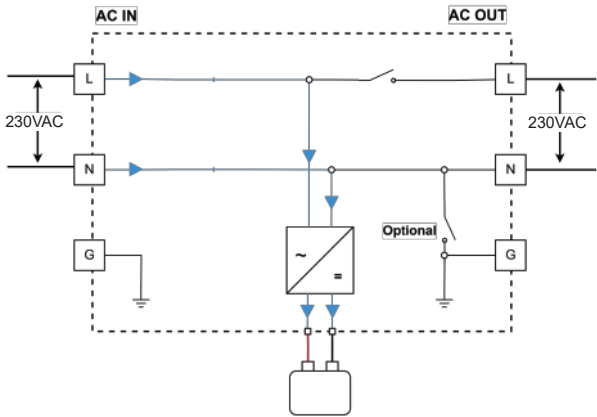 AC IN
AC OUT
L
L
230VAC
230VAC
N
N
Optional
G
G
~
=